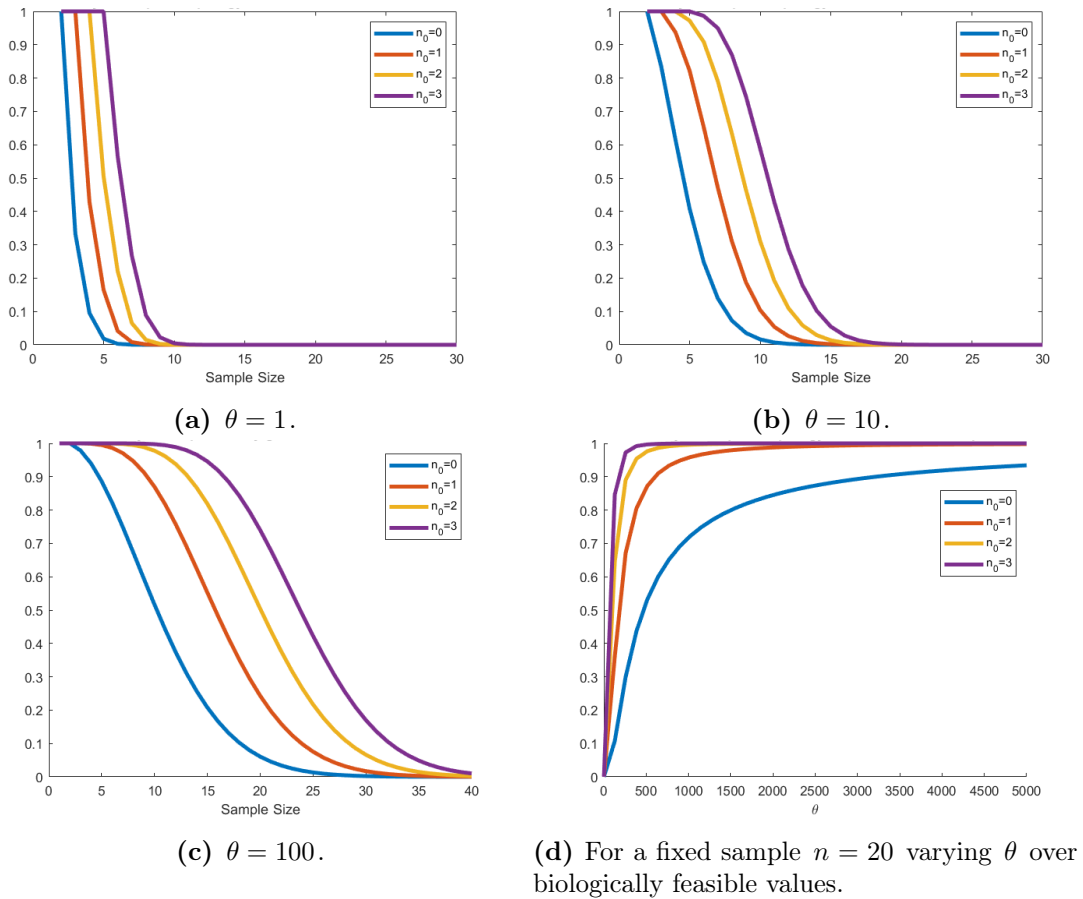 1
0.9
0.8
0.7
0.6
0.5
0.4
0.3
0.2
0.1
0
n0=0
n0=1
n0=2
n0=3
0 5 10 15 20 25 30
Sample Size
(a) θ = 1.
1
0.9
0.8
0.7
0.6
0.5
0.4
0.3
0.2
0.1
0
n0=0
n0=1
n0=2
n0=3
0 5 10 15 20 25 30
Sample Size
(b) θ = 10.
1
0.9
0.8
0.7
0.6
0.5
0.4
0.3
0.2
0.1
0
n0=0
n0=1
n0=2
n0=3
0 5 10 15 20 25 30 35 40
Sample Size
(c) θ = 100.
1
0.9
0.8
0.7
0.6
0.5
0.4
0.3
0.2
0.1
0
n0=0
n0=1
n0=2
n0=3
0 500 1000 1500 2000 2500 3000 3500 4000 4500 5000
θ
(d) For a fixed sample n = 20 varying θ over
biologically feasible values.